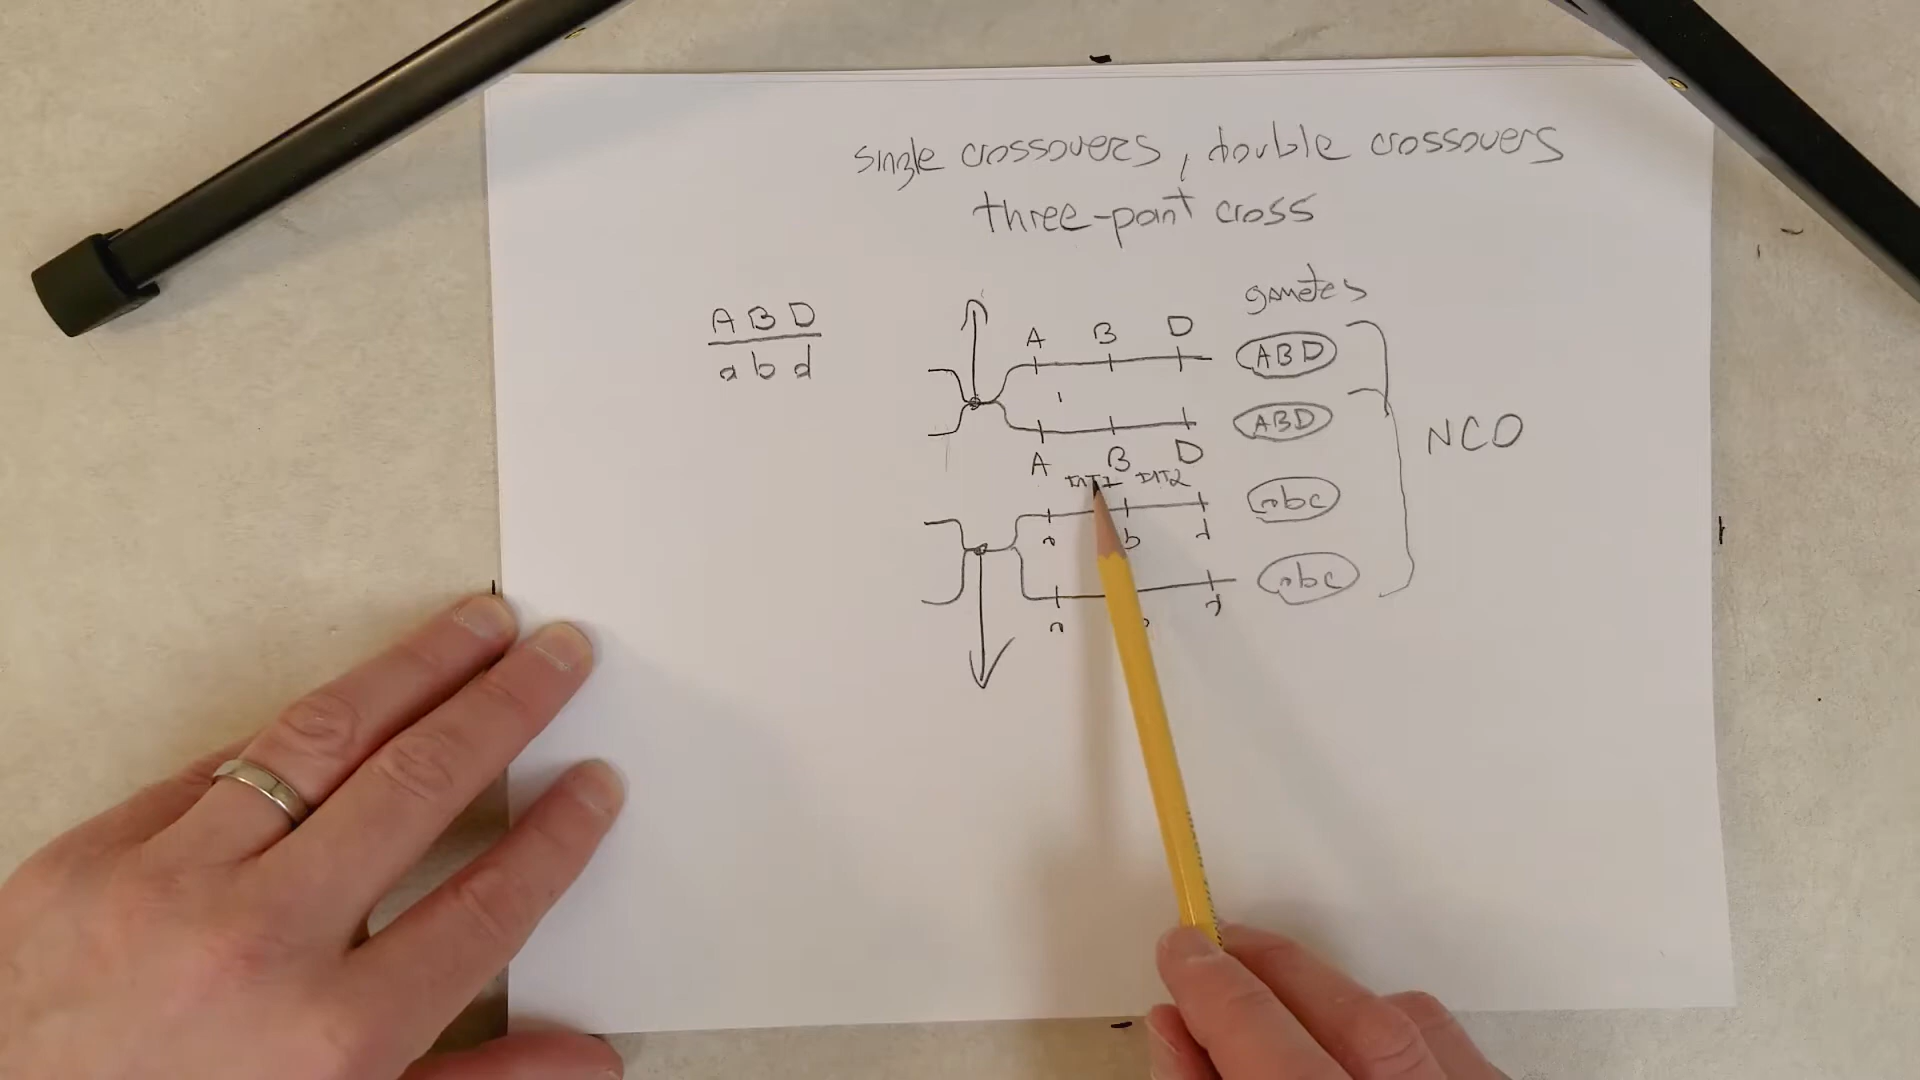 single crossovers, double crossovers
three-point cross
gametes
A B D
a b d
A B D
ABD
ABD
NCO
A B D
INT1 INT2
abc
a b d
abc
a d